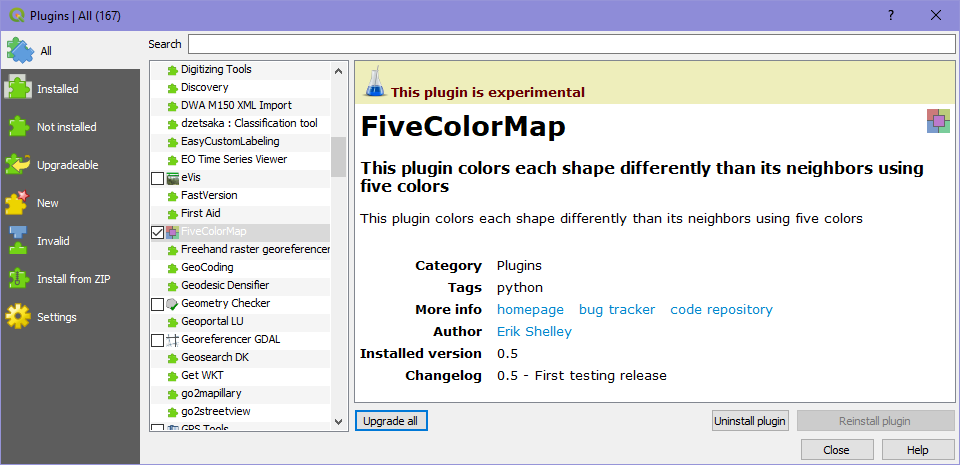 Plugins | All (167)
?
All
Installed
Not installed
Upgradeable
New
Invalid
Install from ZIP
Settings
Search
Digitizing Tools
Discovery
DWA M150 XML Import
dzetsaka : Classification tool
EasyCustomLabeling
EO Time Series Viewer
eVis
FastVersion
First Aid
FiveColorMap
Freehand raster georeferencer
GeoCoding
Geodesic Densifier
Geometry Checker
Geoportal LU
Georeferencer GDAL
Geosearch DK
Get WKT
go2mapillary
go2streetview
GPS Tools
This plugin is experimental
FiveColorMap
This plugin colors each shape differently than its neighbors using
five colors
This plugin colors each shape differently than its neighbors using five colors
Category Plugins
Tags python
More info homepage bug tracker code repository
Author Erik Shelley
Installed version 0.5
Changelog 0.5 - First testing release
Upgrade all Uninstall plugin Reinstall plugin
Close Help